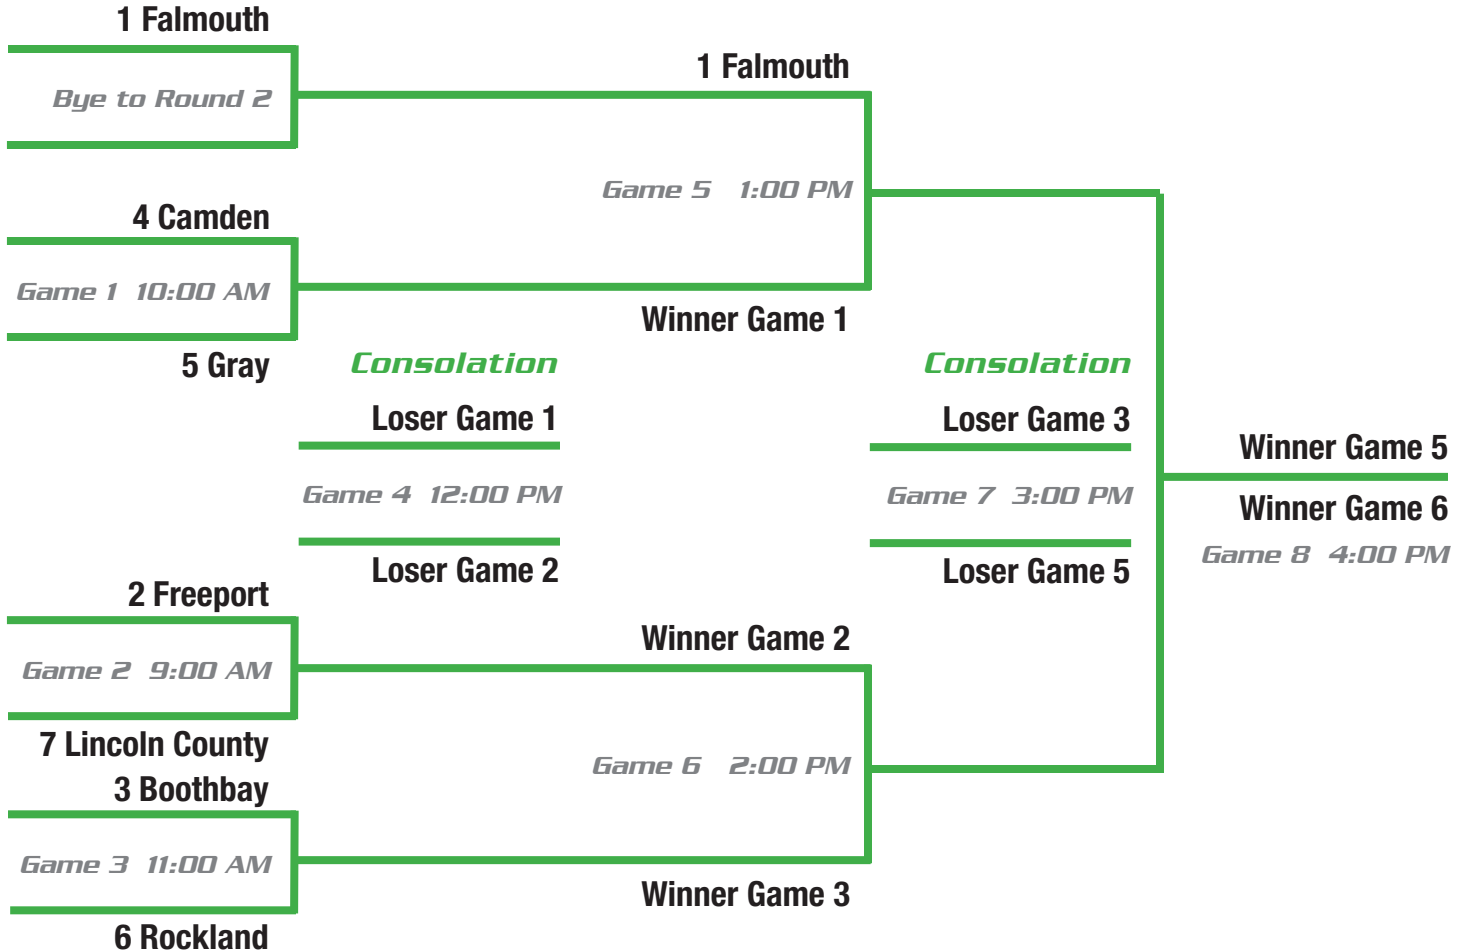 1 Falmouth
Bye to Round 2
1 Falmouth
Game 5 1:00 PM
4 Camden
Game 1 10:00 AM
Winner Game 1
5 Gray
Consolation
Loser Game 1
Game 4 12:00 PM
Loser Game 2
Consolation
Loser Game 3
Game 7 3:00 PM
Loser Game 5
Winner Game 5
Winner Game 6
Game 8 4:00 PM
2 Freeport
Game 2 9:00 AM
7 Lincoln County
Winner Game 2
Game 6 2:00 PM
3 Boothbay
Game 3 11:00 AM
Winner Game 3
6 Rockland